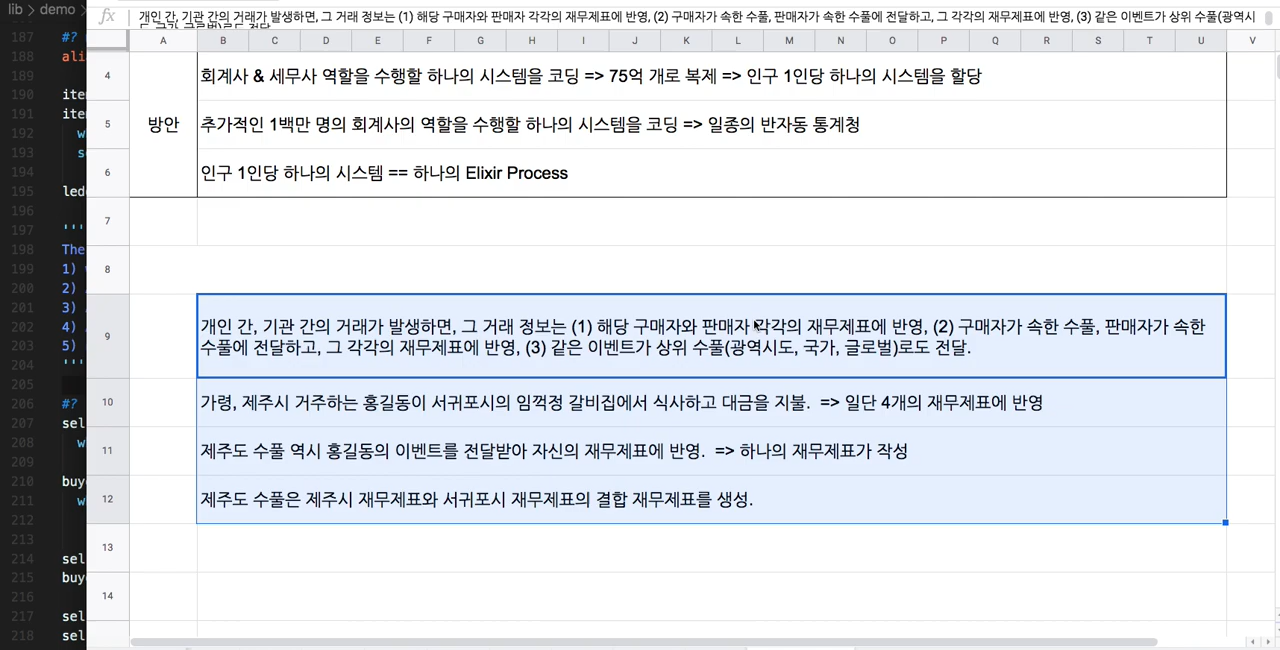 lib > demo >
fx 개인 간, 기관 간의 거래가 발생하면, 그 거래 정보는 (1) 해당 구매자와 판매자 각각의 재무제표에 반영, (2) 구매자가 속한 수풀, 판매자가 속한 수풀에 전달하고, 그 각각의 재무제표에 반영, (3) 같은 이벤트가 상위 수풀(광역시
A B C D E F G H I J K L M N O P Q R S T U V
187 #?
188 ali
189
190 ite
191 ite
192 w
193 s
194
195 led
196
197 '''
198 The
199 1)
200 2)
201 3)
202 4)
203 5)
204 '''
205
206 #?
207 sel
208 w
209
210 buy
211 w
212
213
214 sel
215 buy
216
217 sel
218 sel
4 회계사 & 세무사 역할을 수행할 하나의 시스템을 코딩 => 75억 개로 복제 => 인구 1인당 하나의 시스템을 할당
방안
5 추가적인 1백만 명의 회계사의 역할을 수행할 하나의 시스템을 코딩 => 일종의 반자동 통계청
6 인구 1인당 하나의 시스템 == 하나의 Elixir Process
7
8
9 개인 간, 기관 간의 거래가 발생하면, 그 거래 정보는 (1) 해당 구매자와 판매자 각각의 재무제표에 반영, (2) 구매자가 속한 수풀, 판매자가 속한
수풀에 전달하고, 그 각각의 재무제표에 반영, (3) 같은 이벤트가 상위 수풀(광역시도, 국가, 글로벌)로도 전달.
10 가령, 제주시 거주하는 홍길동이 서귀포시의 임꺽정 갈비집에서 식사하고 대금을 지불. => 일단 4개의 재무제표에 반영
11 제주도 수풀 역시 홍길동의 이벤트를 전달받아 자신의 재무제표에 반영. => 하나의 재무제표가 작성
12 제주도 수풀은 제주시 재무제표와 서귀포시 재무제표의 결합 재무제표를 생성.
13
14